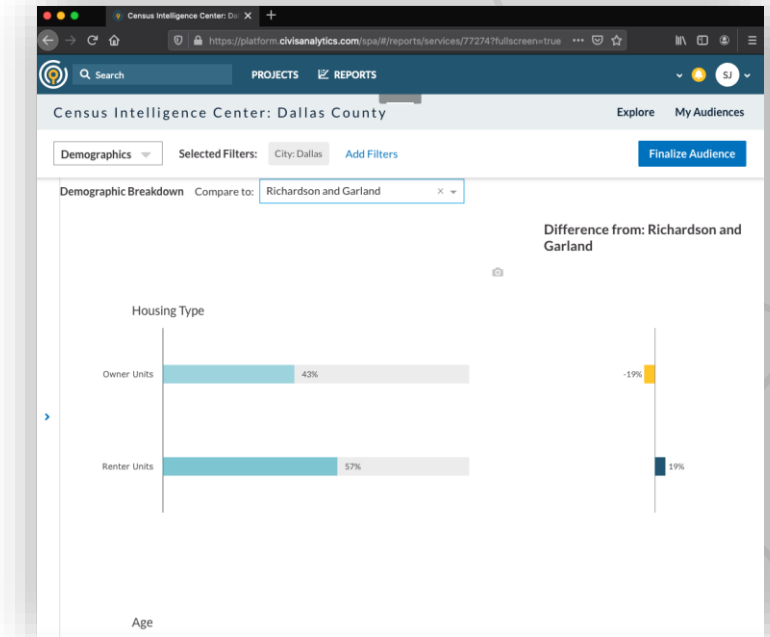 Census Intelligence Center: Dal
https://platform.civisanalytics.com/spa/#/reports/services/77274?fullscreen=true
Search
PROJECTS
REPORTS
SJ
Census Intelligence Center: Dallas County
Explore
My Audiences
Demographics
Selected Filters:
City: Dallas
Add Filters
Finalize Audience
Demographic Breakdown
Compare to:
Richardson and Garland
Difference from: Richardson and
Garland
Housing Type
Owner Units
43%
-19%
Renter Units
57%
19%
Age